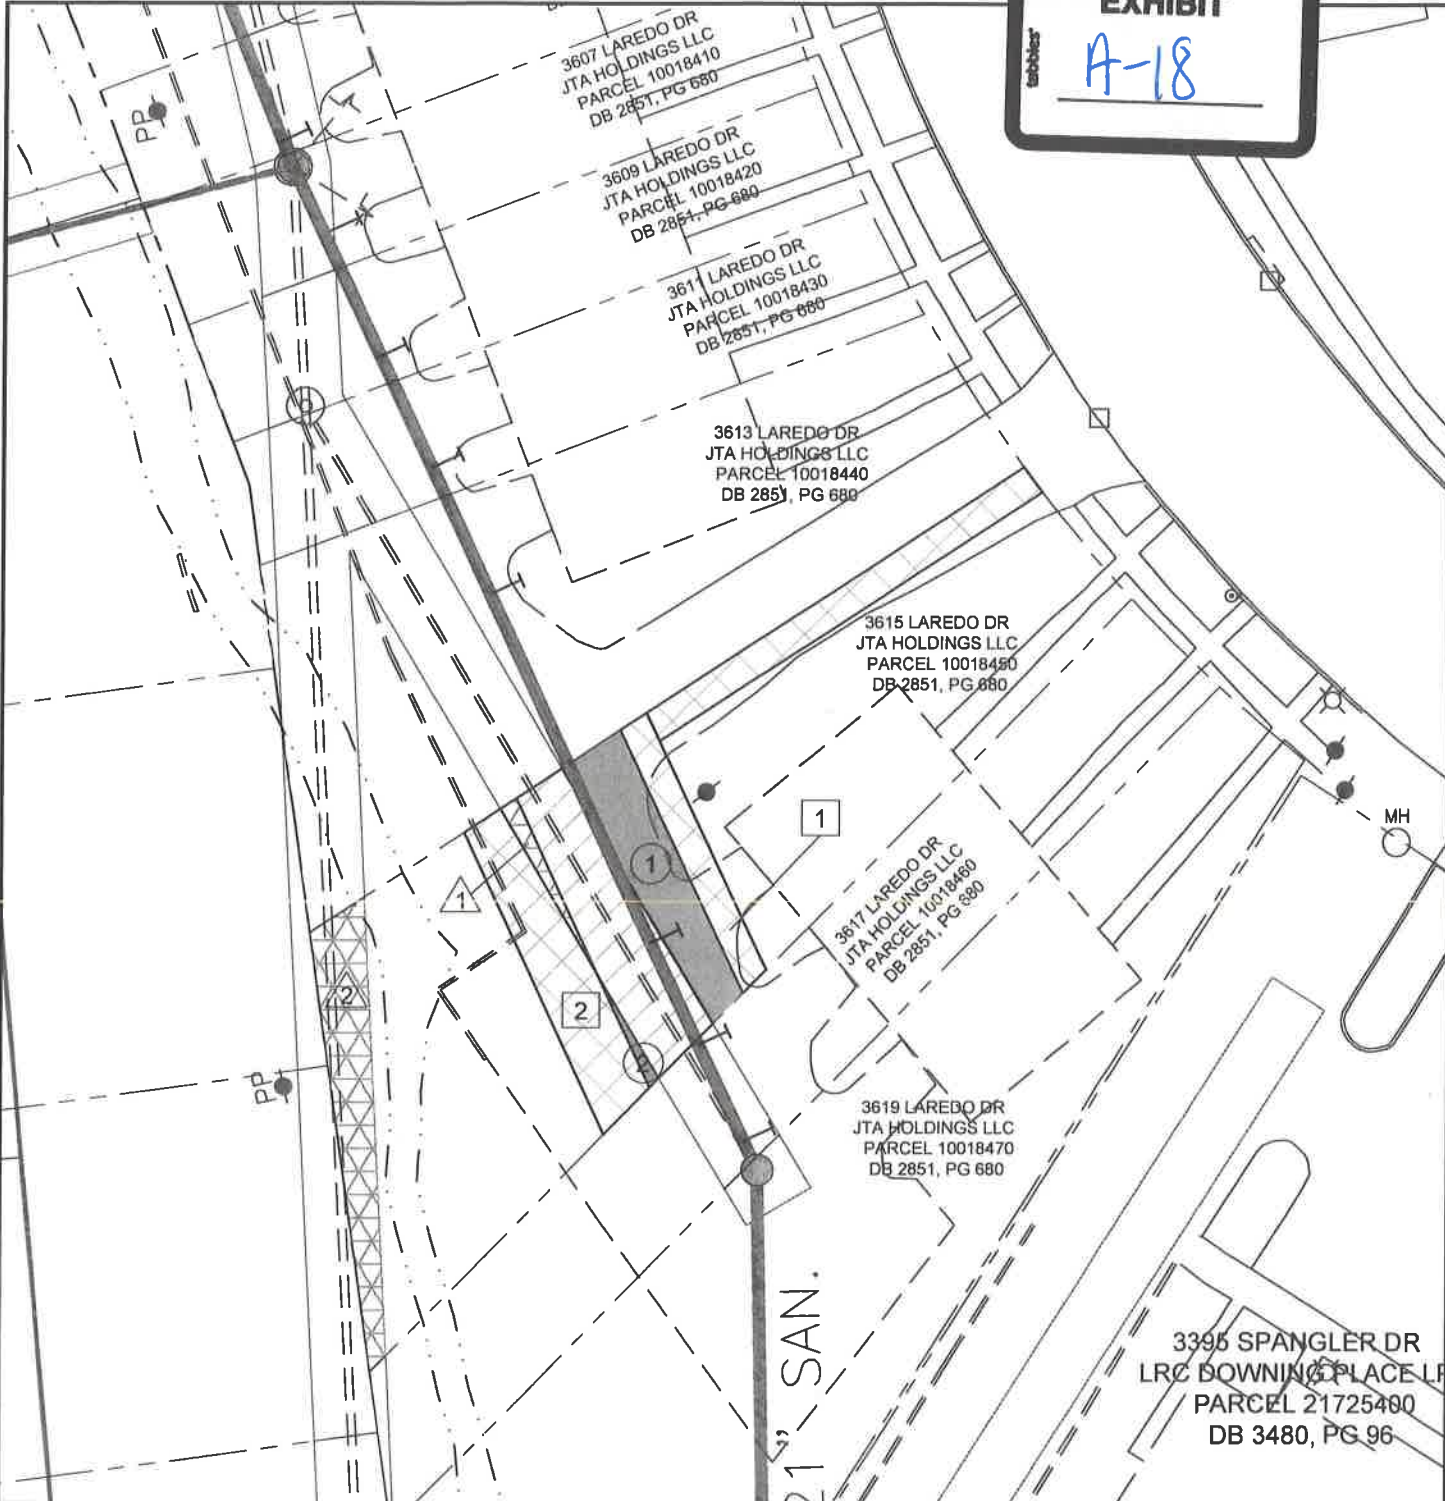 EXHIBIT
tabbies®
A-18
3607 LAREDO DR
JTA HOLDINGS LLC
PARCEL 10018410
DB 2851, PG 680
PP
3609 LAREDO DR
JTA HOLDINGS LLC
PARCEL 10018420
DB 2851, PG 680
3611 LAREDO DR
JTA HOLDINGS LLC
PARCEL 10018430
DB 2851, PG 680
3613 LAREDO DR
JTA HOLDINGS LLC
PARCEL 10018440
DB 2851, PG 680
3615 LAREDO DR
JTA HOLDINGS LLC
PARCEL 10018450
DB 2851, PG 680
1
MH
1
1
3617 LAREDO DR
JTA HOLDINGS LLC
PARCEL 10018460
DB 2851, PG 680
2
2
2
PP
3619 LAREDO DR
JTA HOLDINGS LLC
PARCEL 10018470
DB 2851, PG 680
21" SAN.
3395 SPANGLER DR
LRC DOWNING PLACE LP
PARCEL 21725400
DB 3480, PG 96